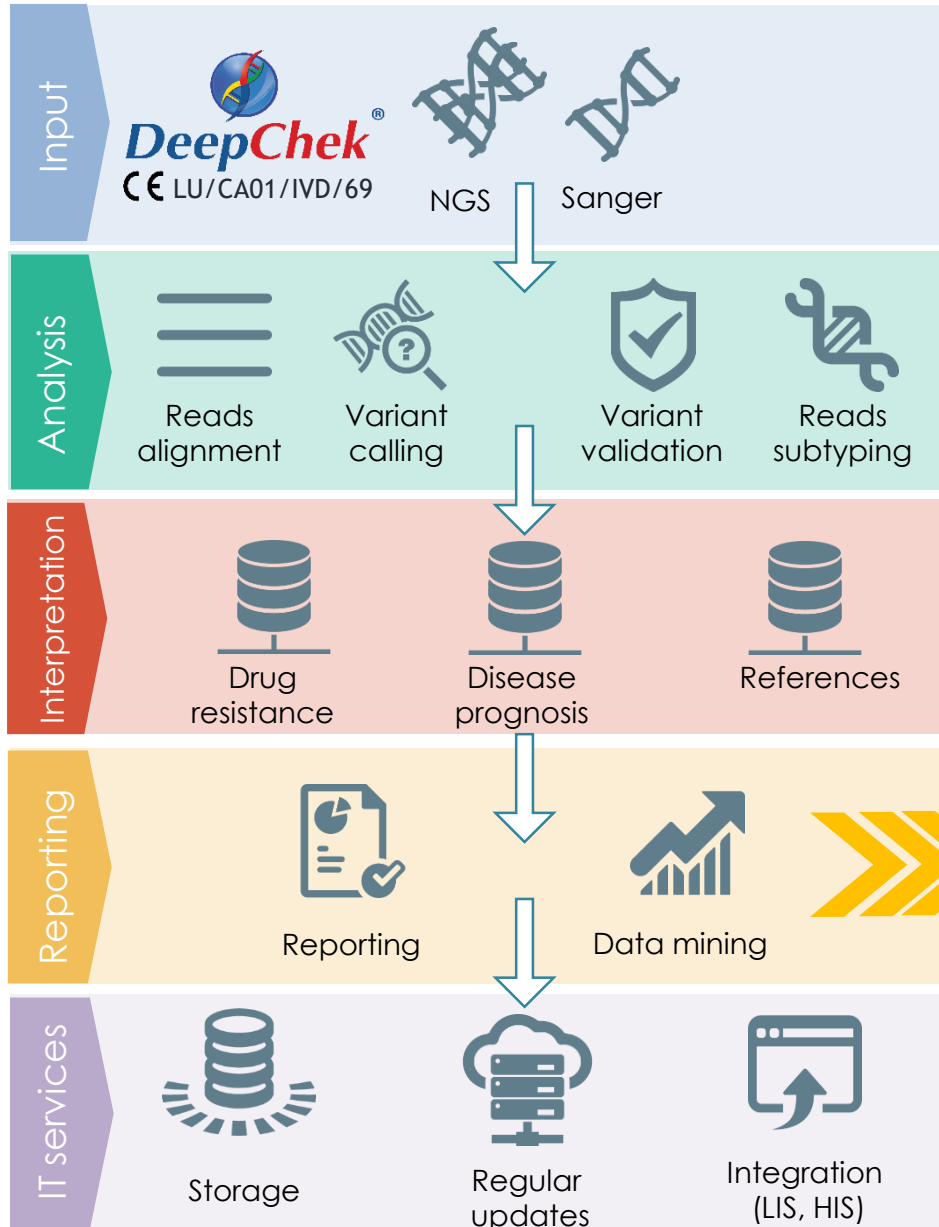 Input
DeepChek®
CE LU/CA01/IVD/69
NGS
Sanger
Analysis
Reads
alignment
Variant
calling
?
Variant
validation
Reads
subtyping
Interpretation
Drug
resistance
Disease
prognosis
References
Reporting
Reporting
Data mining
IT services
Storage
Regular
updates
Integration
(LIS, HIS)